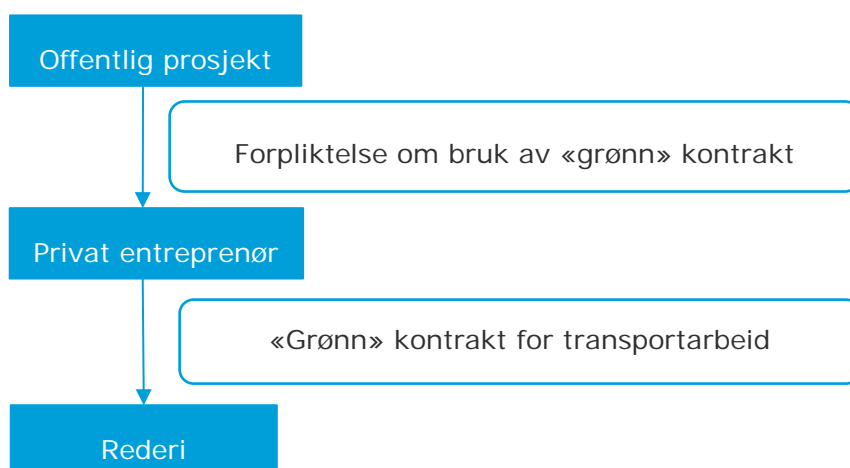 Offentlig prosjekt
Forpliktelse om bruk av «grønn» kontrakt
Privat entreprenør
«Grønn» kontrakt for transportarbeid
Rederi